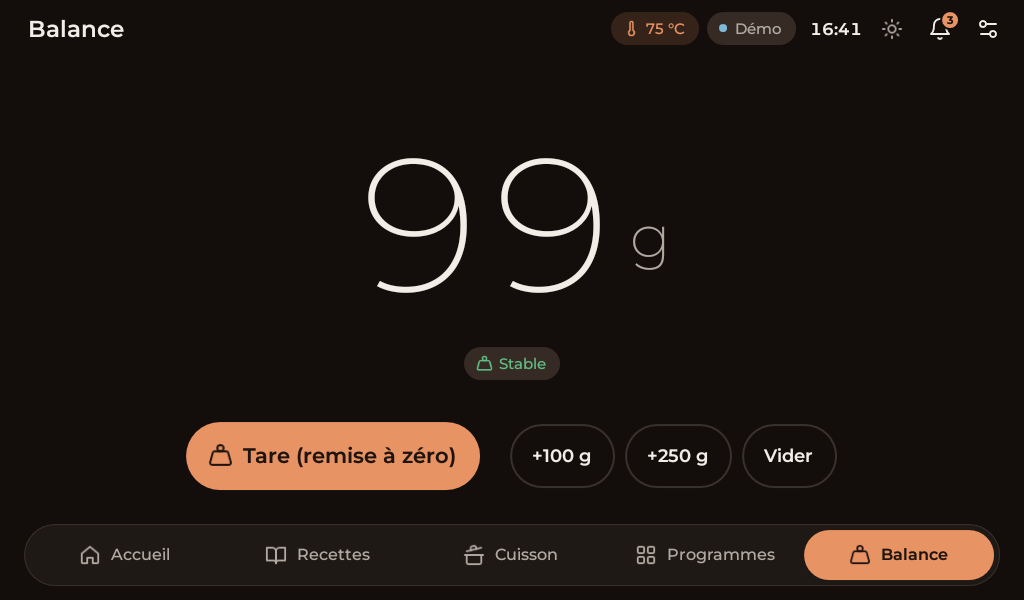 Balance
75 °C
Démo
16:41
3
99 g
Stable
Tare (remise à zéro)
+100 g
+250 g
Vider
Accueil
Recettes
Cuisson
Programmes
Balance